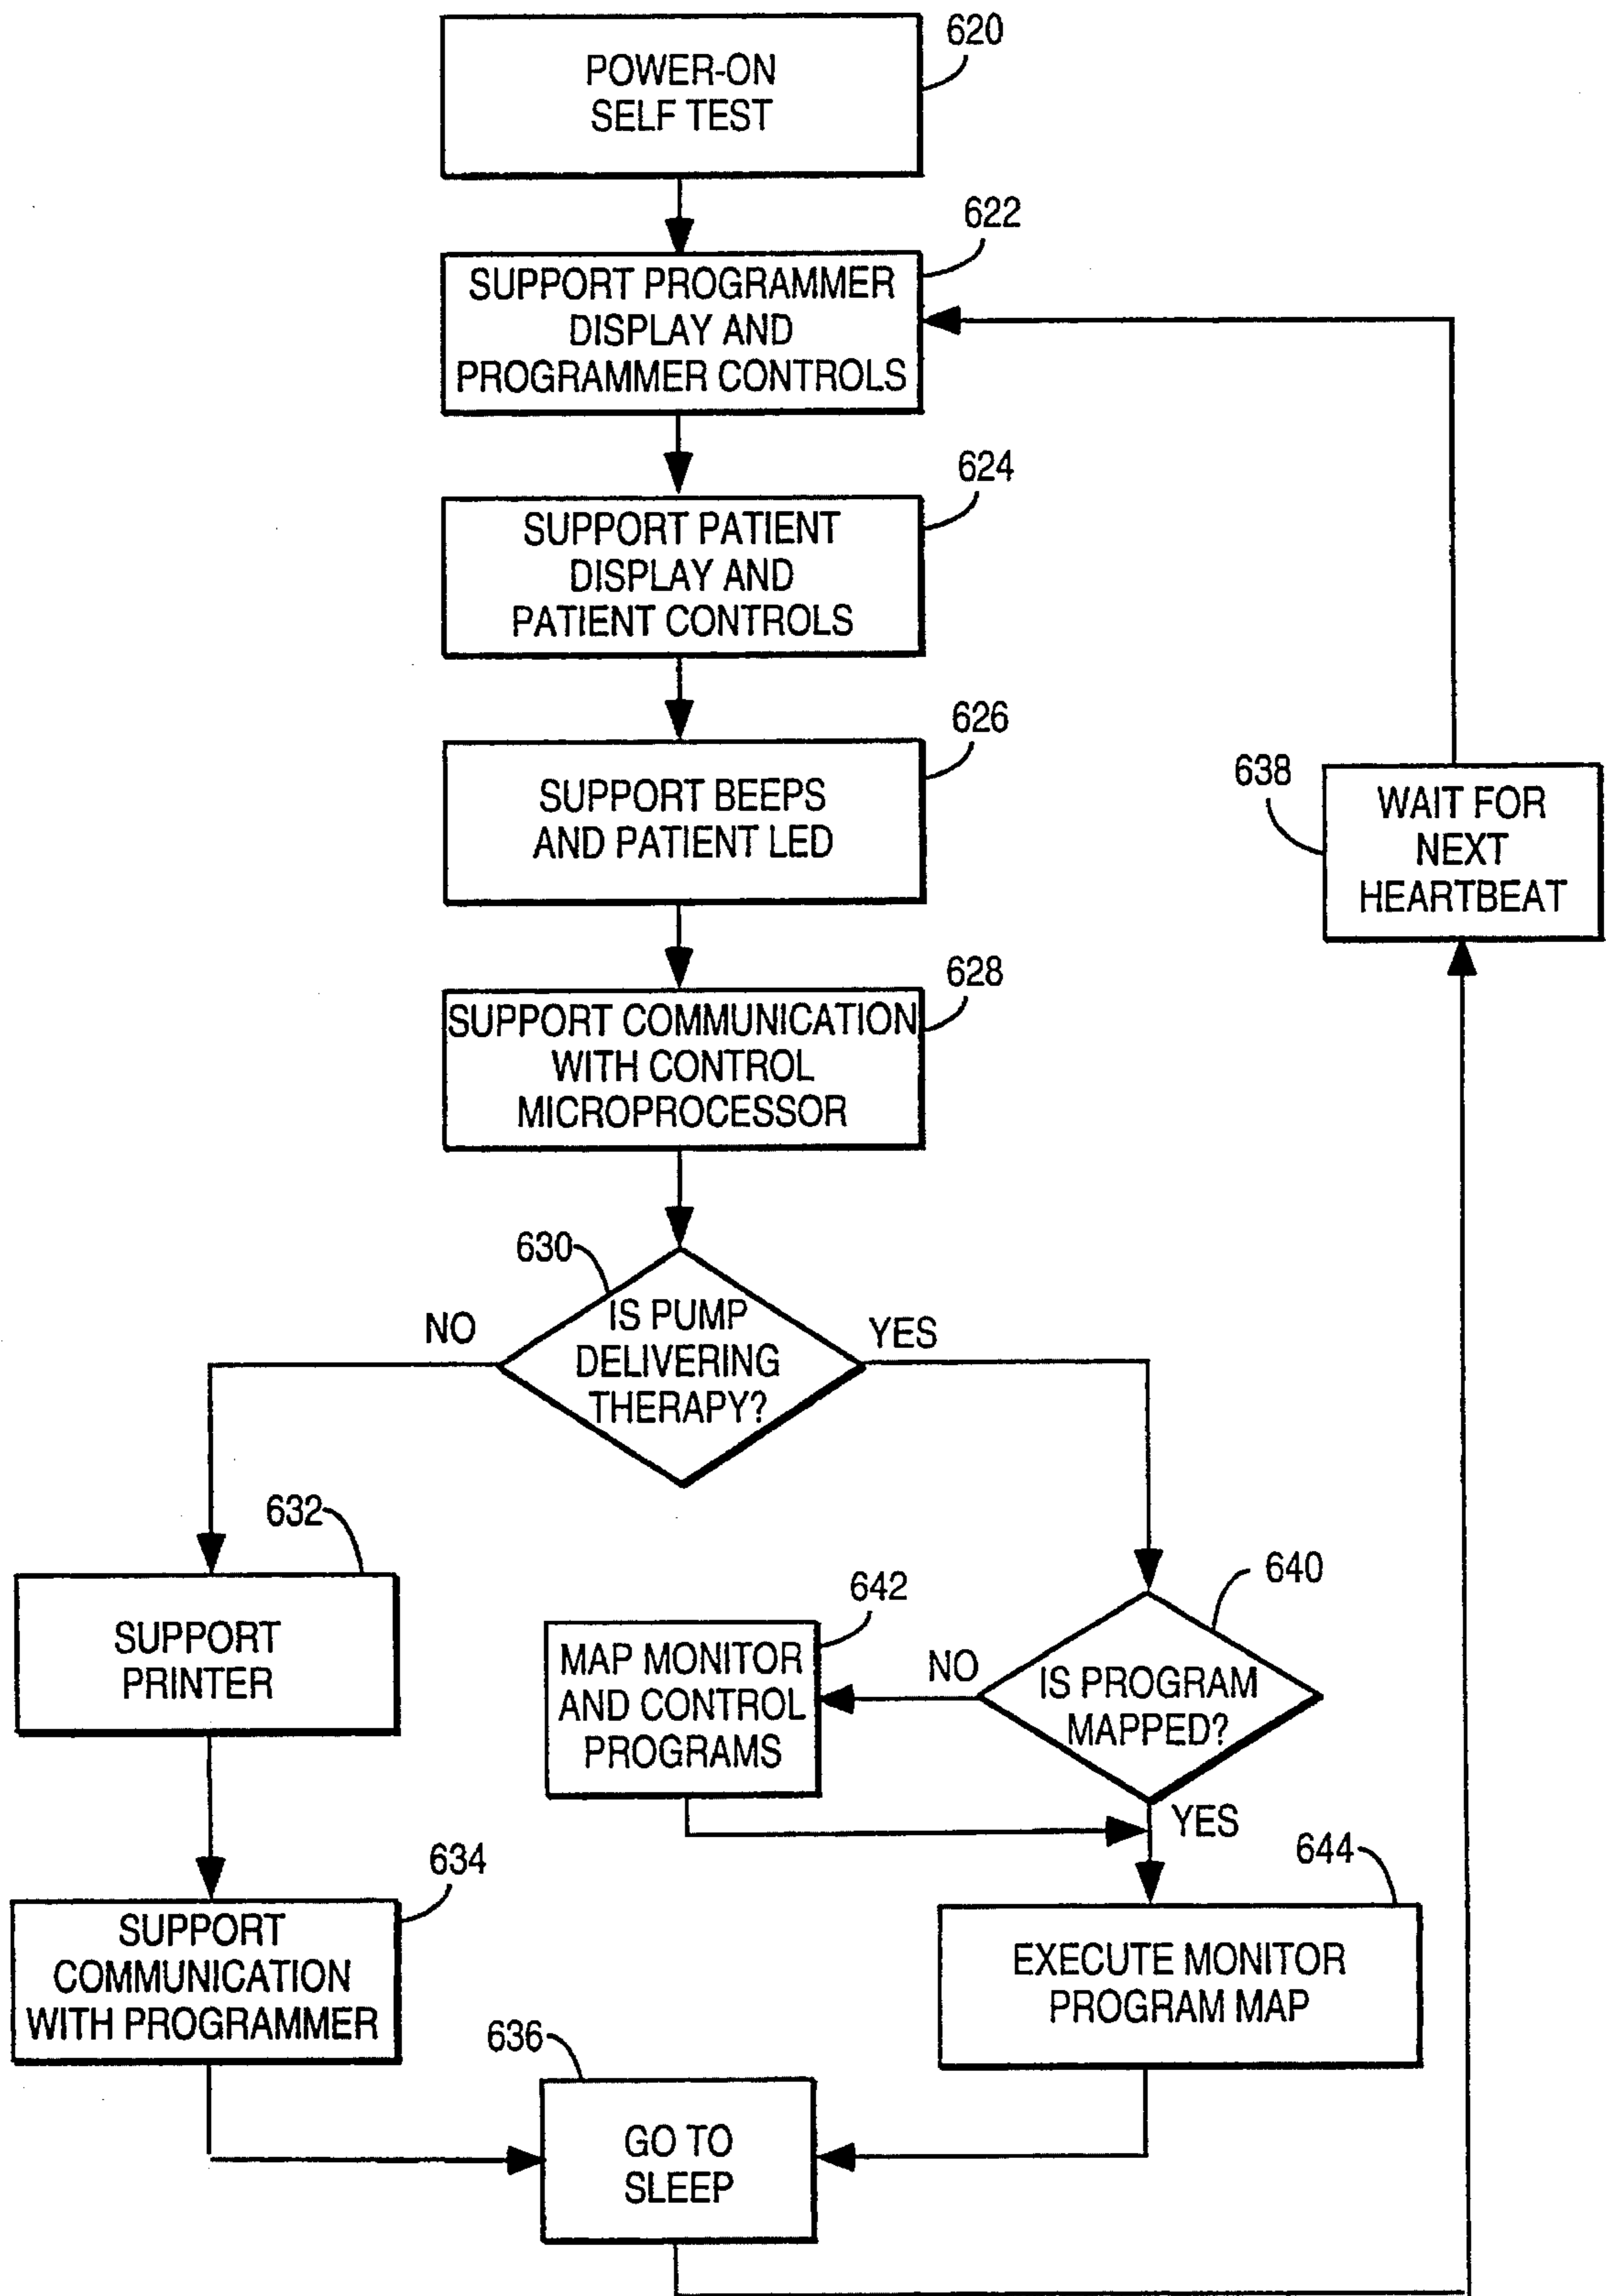 620
POWER-ON
SELF TEST
622
SUPPORT PROGRAMMER
DISPLAY AND
PROGRAMMER CONTROLS
624
SUPPORT PATIENT
DISPLAY AND
PATIENT CONTROLS
626
SUPPORT BEEPS
AND PATIENT LED
638
WAIT FOR
NEXT
HEARTBEAT
628
SUPPORT COMMUNICATION
WITH CONTROL
MICROPROCESSOR
630
IS PUMP
DELIVERING
THERAPY?
NO
YES
632
SUPPORT
PRINTER
642
MAP MONITOR
AND CONTROL
PROGRAMS
NO
640
IS PROGRAM
MAPPED?
YES
634
SUPPORT
COMMUNICATION
WITH PROGRAMMER
644
EXECUTE MONITOR
PROGRAM MAP
636
GO TO
SLEEP